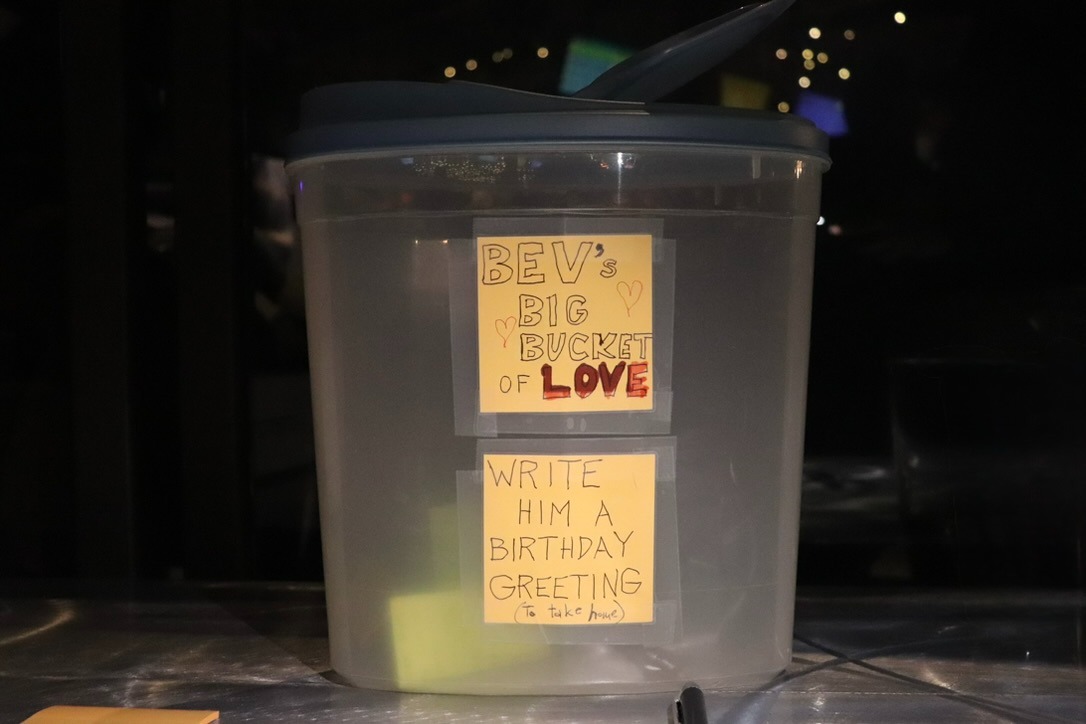 BEV's
BIG
BUCKET
OF LOVE
WRITE
HIM A
BIRTHDAY
GREETING
(To take home)